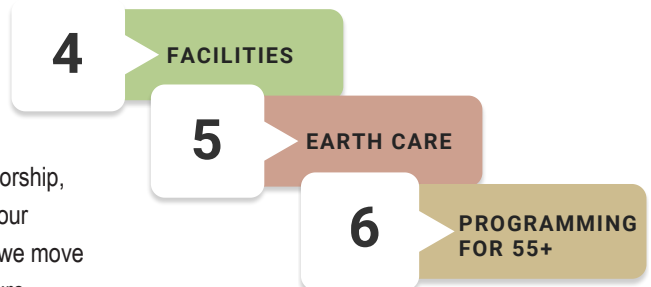 4
FACILITIES
5
EARTH CARE
6
PROGRAMMING
FOR 55+
orship,
our
we move